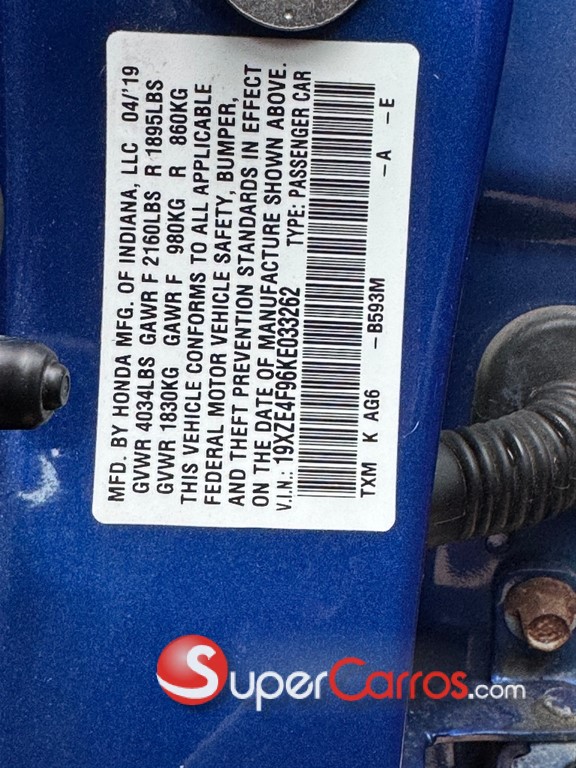 MFD. BY HONDA MFG. OF INDIANA, LLC 04/'19
GVWR 4034LBS GAWR F 2160LBS R 1895LBS
GVWR 1830KG GAWR F 980KG R 860KG
THIS VEHICLE CONFORMS TO ALL APPLICABLE
FEDERAL MOTOR VEHICLE SAFETY, BUMPER,
AND THEFT PREVENTION STANDARDS IN EFFECT
ON THE DATE OF MANUFACTURE SHOWN ABOVE.
V.I.N.: 19XZE4F96KE033262 TYPE: PASSENGER CAR
TXM K AG6 -B593M -A -E
SuperCarros.com